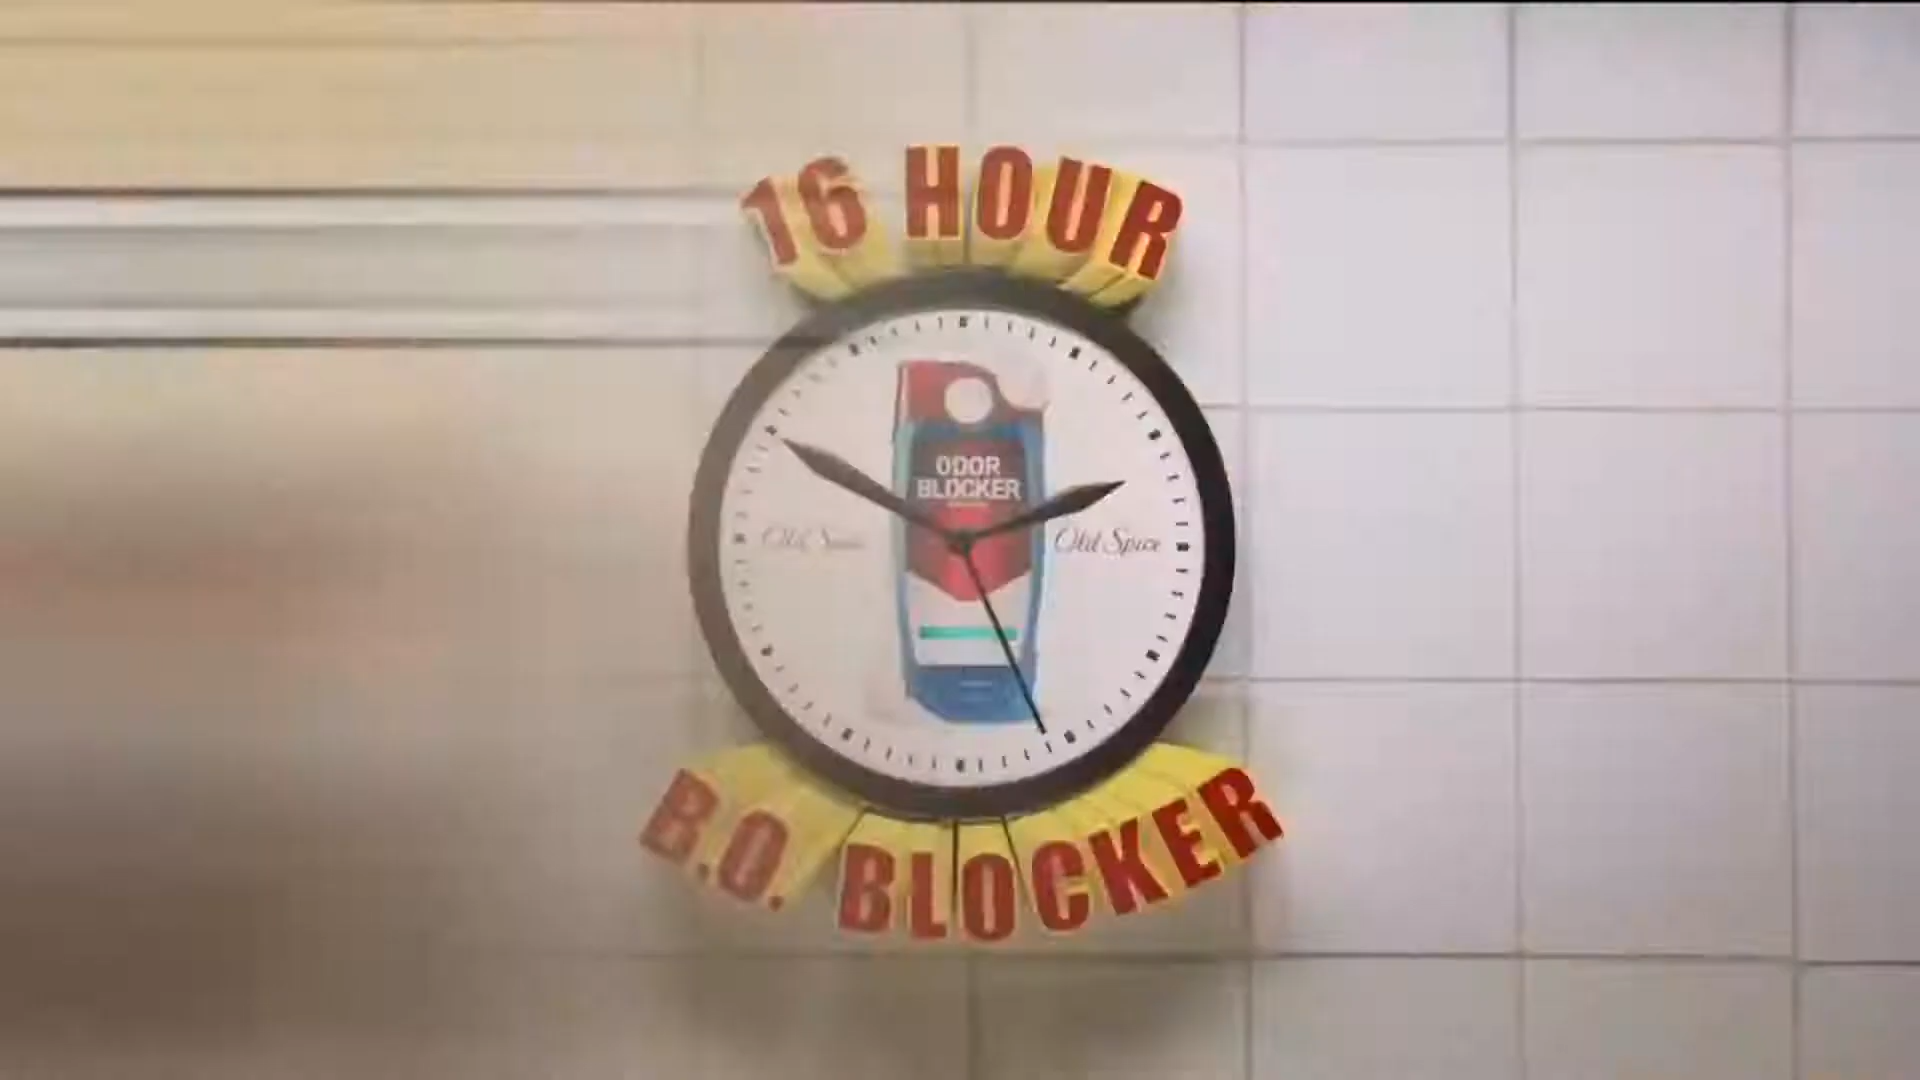 16 HOUR
ODOR
BLOCKER
Old Spice
Old Spice
B.O. BLOCKER